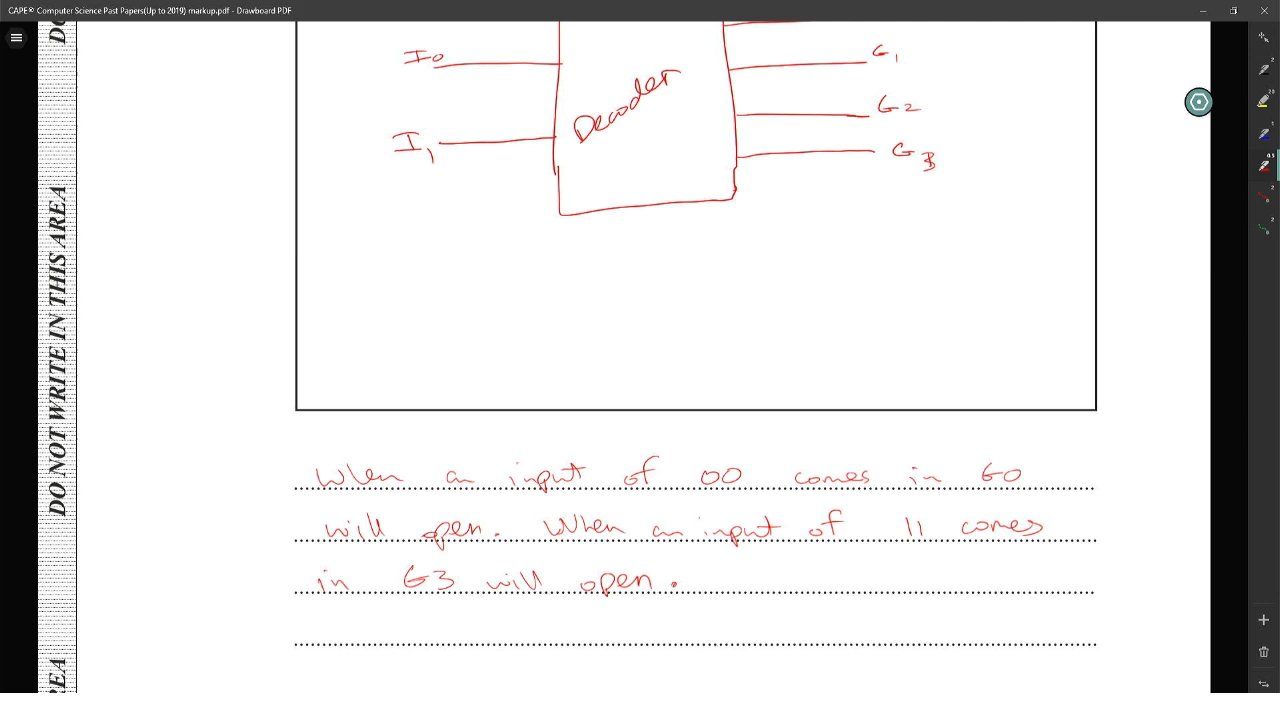 CAPE® Computer Science Past Papers(Up to 2019) markup.pdf - Drawboard PDF
DO NOT WRITE IN THIS AREA
I0
I1
Decoder
G1
G2
G3
When an input of 00 comes in G0
will open. When an input of 11 comes
in G3 will open.
EA